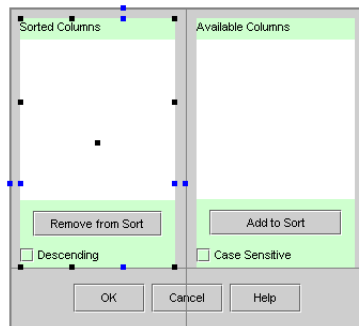 Sorted Columns
Available Columns
Remove from Sort
Add to Sort
Descending
Case Sensitive
OK
Cancel
Help